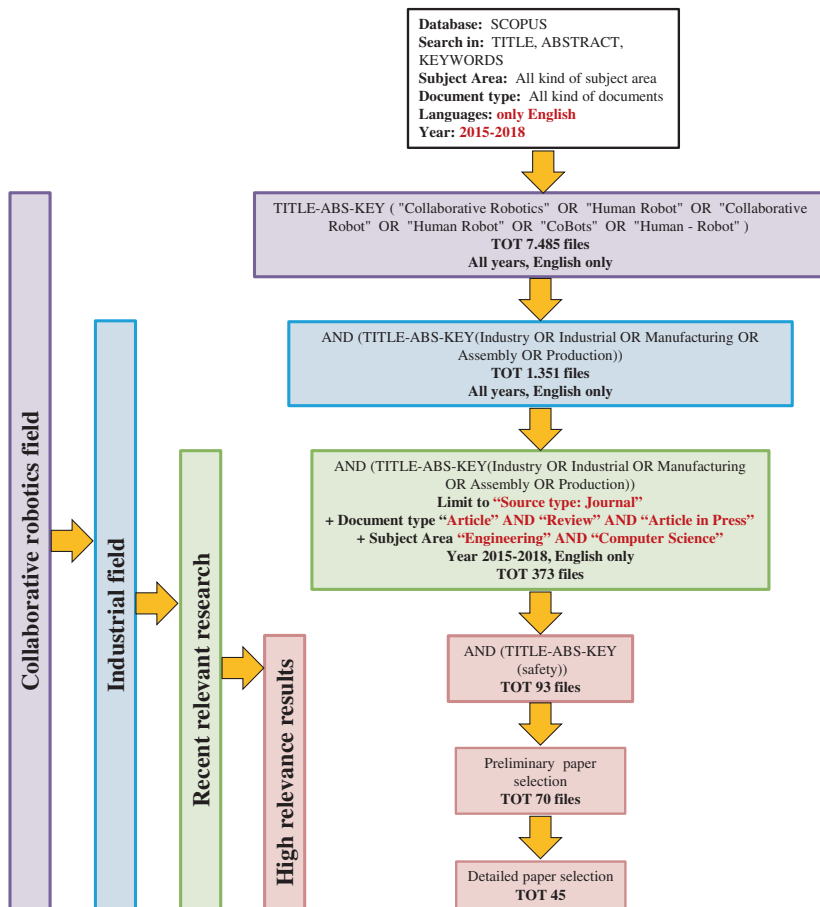 Database: SCOPUS
Search in: TITLE, ABSTRACT,
KEYWORDS
Subject Area: All kind of subject area
Document type: All kind of documents
Languages: only English
Year: 2015-2018
TITLE-ABS-KEY ( "Collaborative Robotics" OR "Human Robot" OR "Collaborative
Robot" OR "Human Robot" OR "CoBots" OR "Human - Robot" )
TOT 7.485 files
All years, English only
AND (TITLE-ABS-KEY(Industry OR Industrial OR Manufacturing OR
Assembly OR Production))
TOT 1.351 files
All years, English only
AND (TITLE-ABS-KEY(Industry OR Industrial OR Manufacturing
OR Assembly OR Production))
Limit to “Source type: Journal”
+ Document type “Article” AND “Review” AND “Article in Press”
+ Subject Area “Engineering” AND “Computer Science”
Year 2015-2018, English only
TOT 373 files
AND (TITLE-ABS-KEY
(safety))
TOT 93 files
Preliminary paper
selection
TOT 70 files
Detailed paper selection
TOT 45
Collaborative robotics field
Industrial field
Recent relevant research
High relevance results